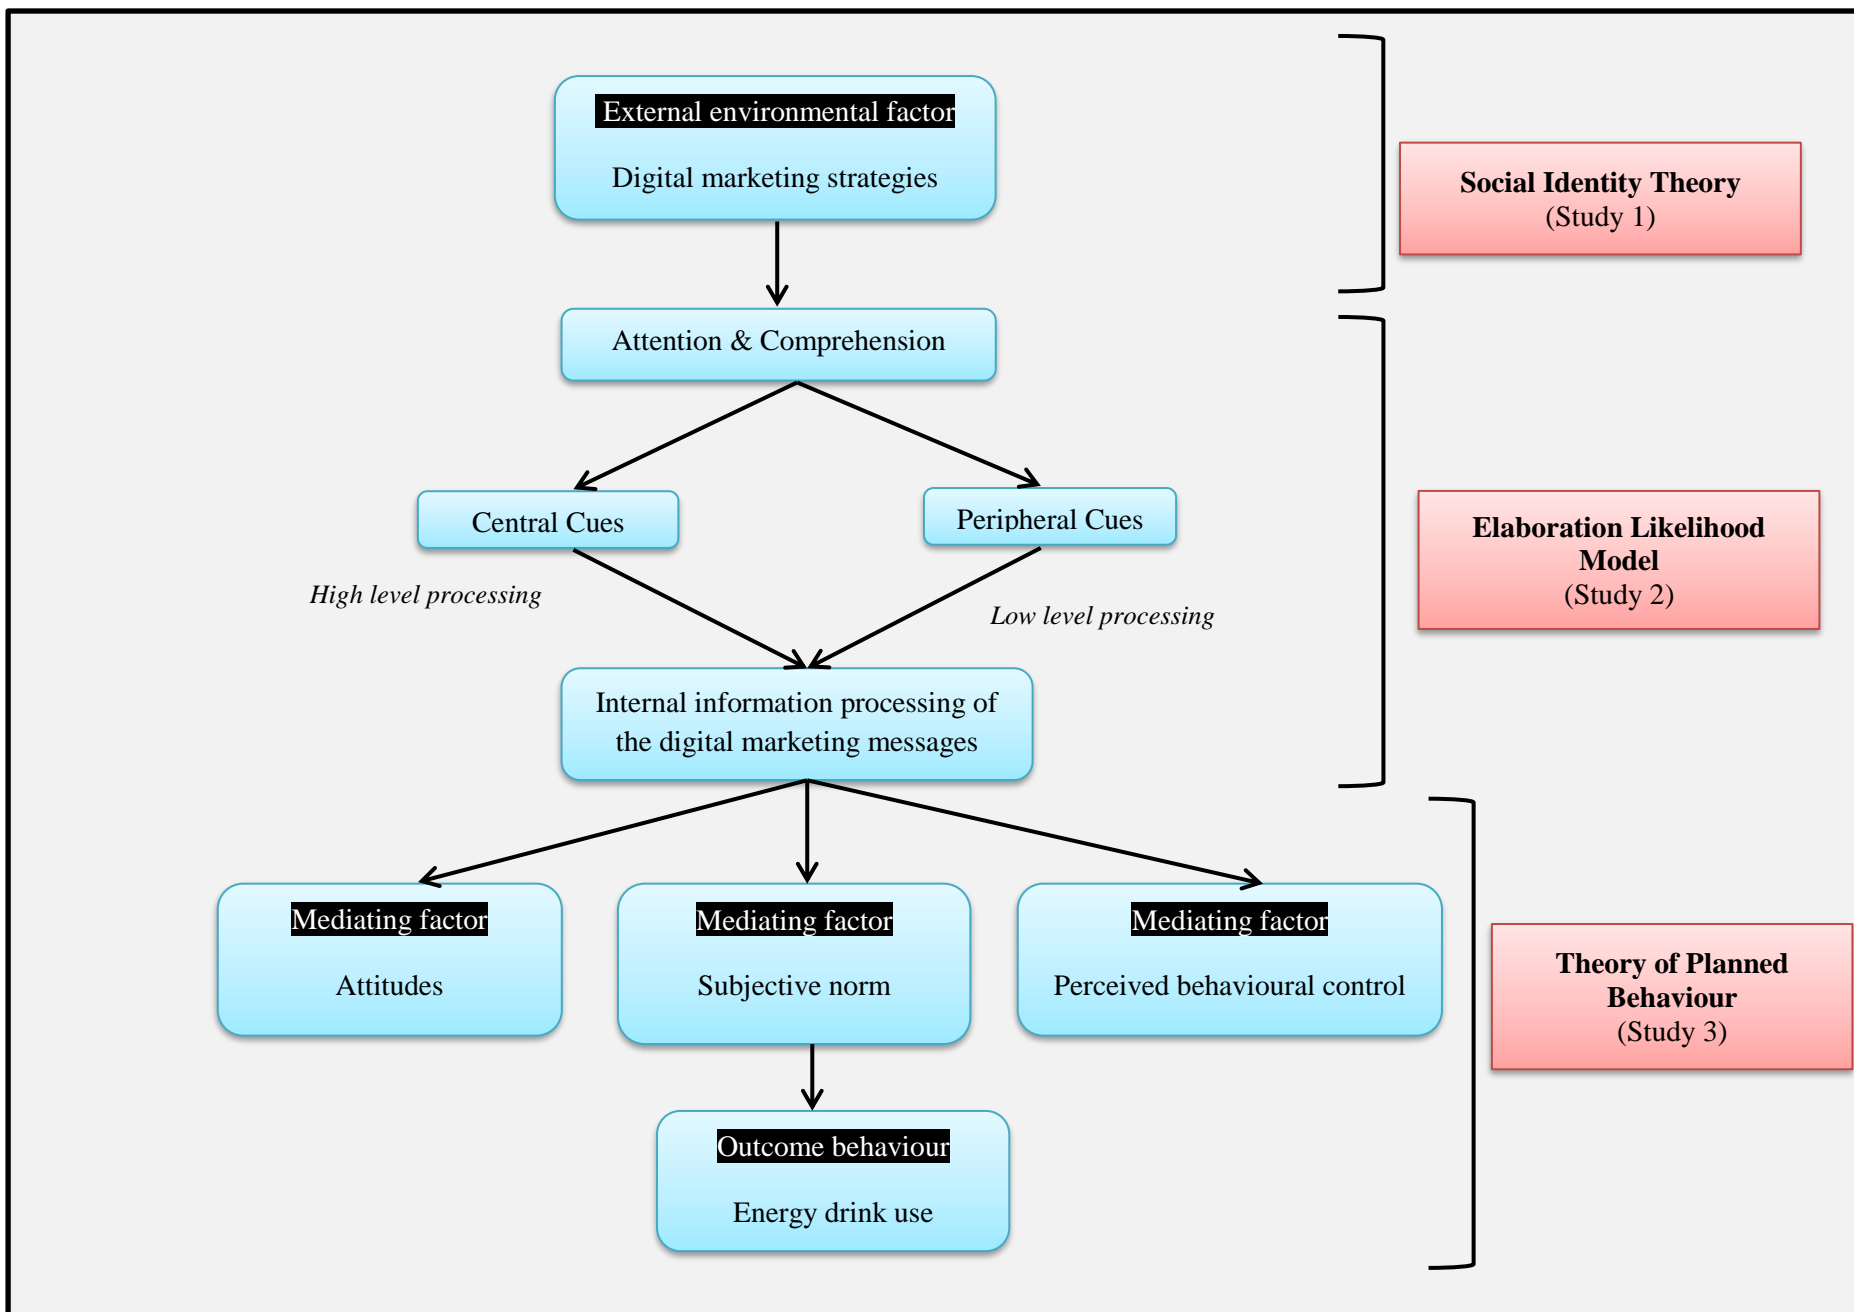 External environmental factor
Digital marketing strategies
Social Identity Theory
(Study 1)
Attention & Comprehension
Central Cues
Peripheral Cues
High level processing
Low level processing
Elaboration Likelihood
Model
(Study 2)
Internal information processing of
the digital marketing messages
Mediating factor
Attitudes
Mediating factor
Subjective norm
Mediating factor
Perceived behavioural control
Theory of Planned
Behaviour
(Study 3)
Outcome behaviour
Energy drink use